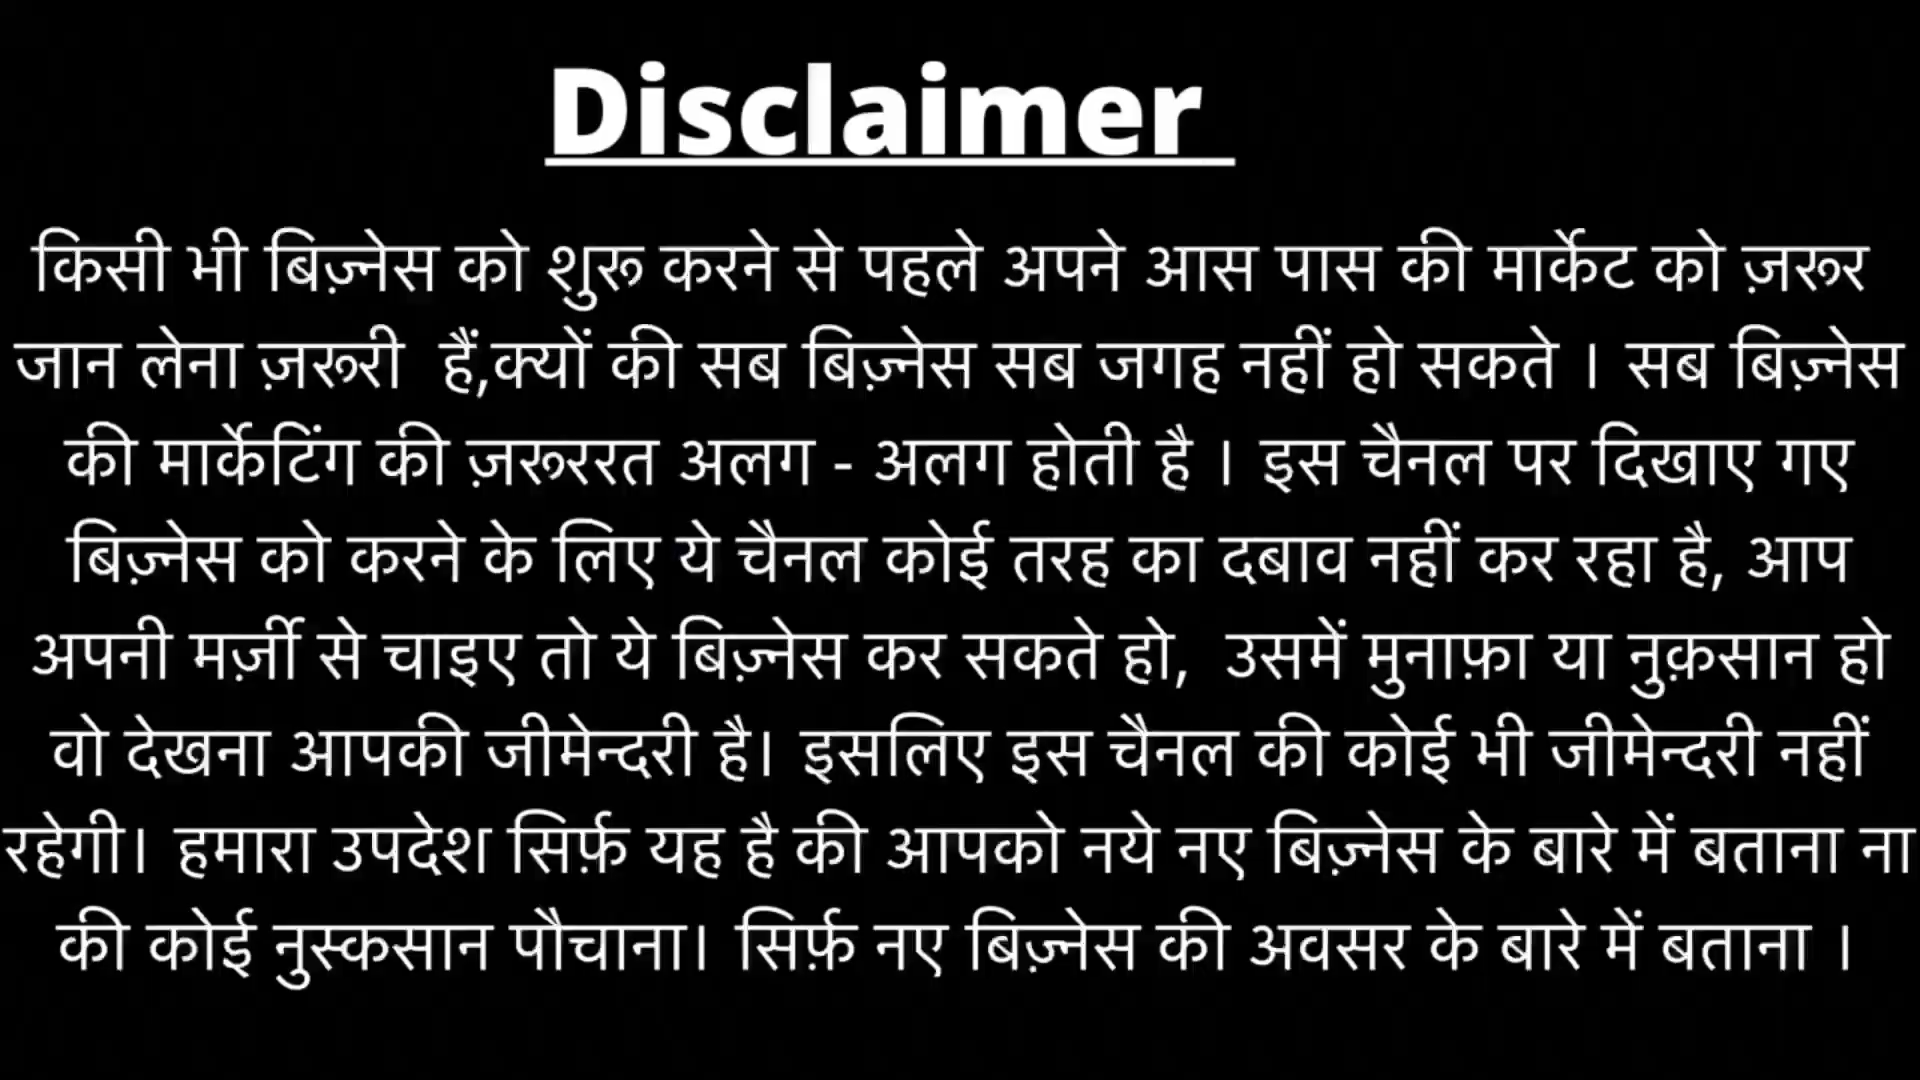 Disclaimer
किसी भी बिज़्नेस को शुरू करने से पहले अपने आस पास की मार्केट को ज़रूर
जान लेना ज़रूरी हैं,क्यों की सब बिज़्नेस सब जगह नहीं हो सकते । सब बिज़्नेस
की मार्केटिंग की ज़रूररत अलग - अलग होती है । इस चैनल पर दिखाए गए
बिज़्नेस को करने के लिए ये चैनल कोई तरह का दबाव नहीं कर रहा है, आप
अपनी मर्ज़ी से चाइए तो ये बिज़्नेस कर सकते हो, उसमें मुनाफ़ा या नुक़सान हो
वो देखना आपकी जीमेन्दरी है। इसलिए इस चैनल की कोई भी जीमेन्दरी नहीं
रहेगी। हमारा उपदेश सिर्फ़ यह है की आपको नये नए बिज़्नेस के बारे में बताना ना
की कोई नुस्कसान पौचाना। सिर्फ़ नए बिज़्नेस की अवसर के बारे में बताना ।